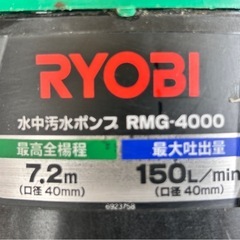 RYOBI
水中汚水ポンプ RMG-4000
最高全揚程 最大吐出量
7.2m 150L/min
(口径 40mm) (口径 40mm)
6923758